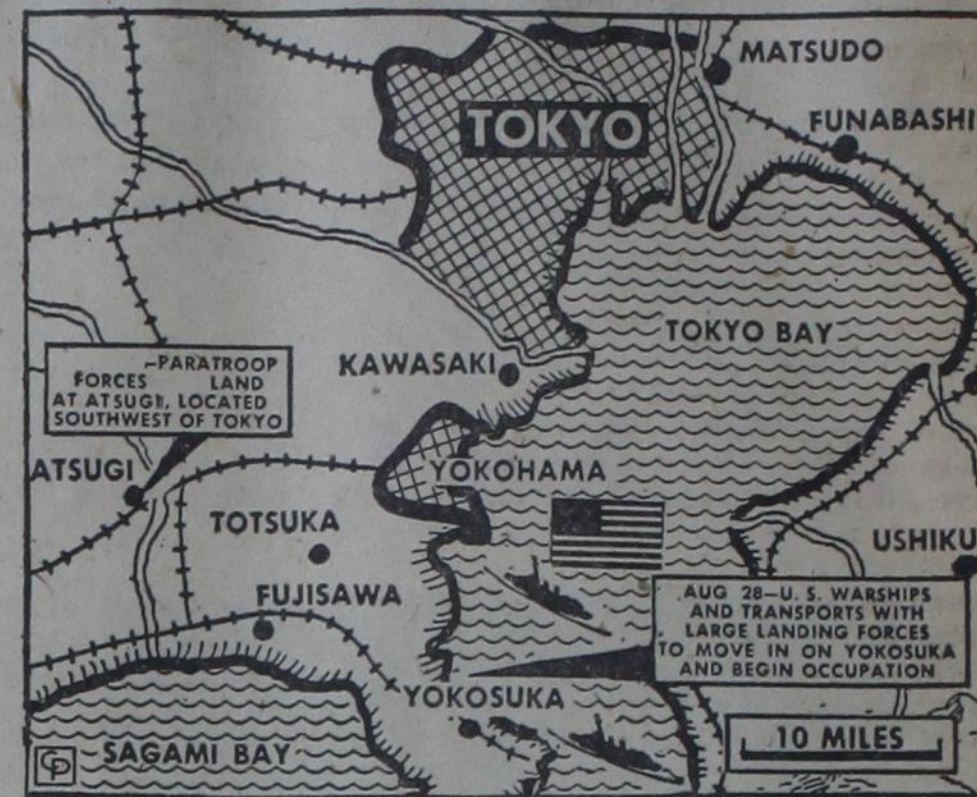 MATSUDO
TOKYO
FUNABASHI
TOKYO BAY
KAWASAKI
-PARATROOP
FORCES LAND
AT ATSUGI, LOCATED
SOUTHWEST OF TOKYO
ATSUGI
YOKOHAMA
TOTSUKA
USHIKU
FUJISAWA
AUG 28—U. S. WARSHIPS
AND TRANSPORTS WITH
LARGE LANDING FORCES
TO MOVE IN ON YOKOSUKA
AND BEGIN OCCUPATION
YOKOSUKA
10 MILES
SAGAMI BAY
CP